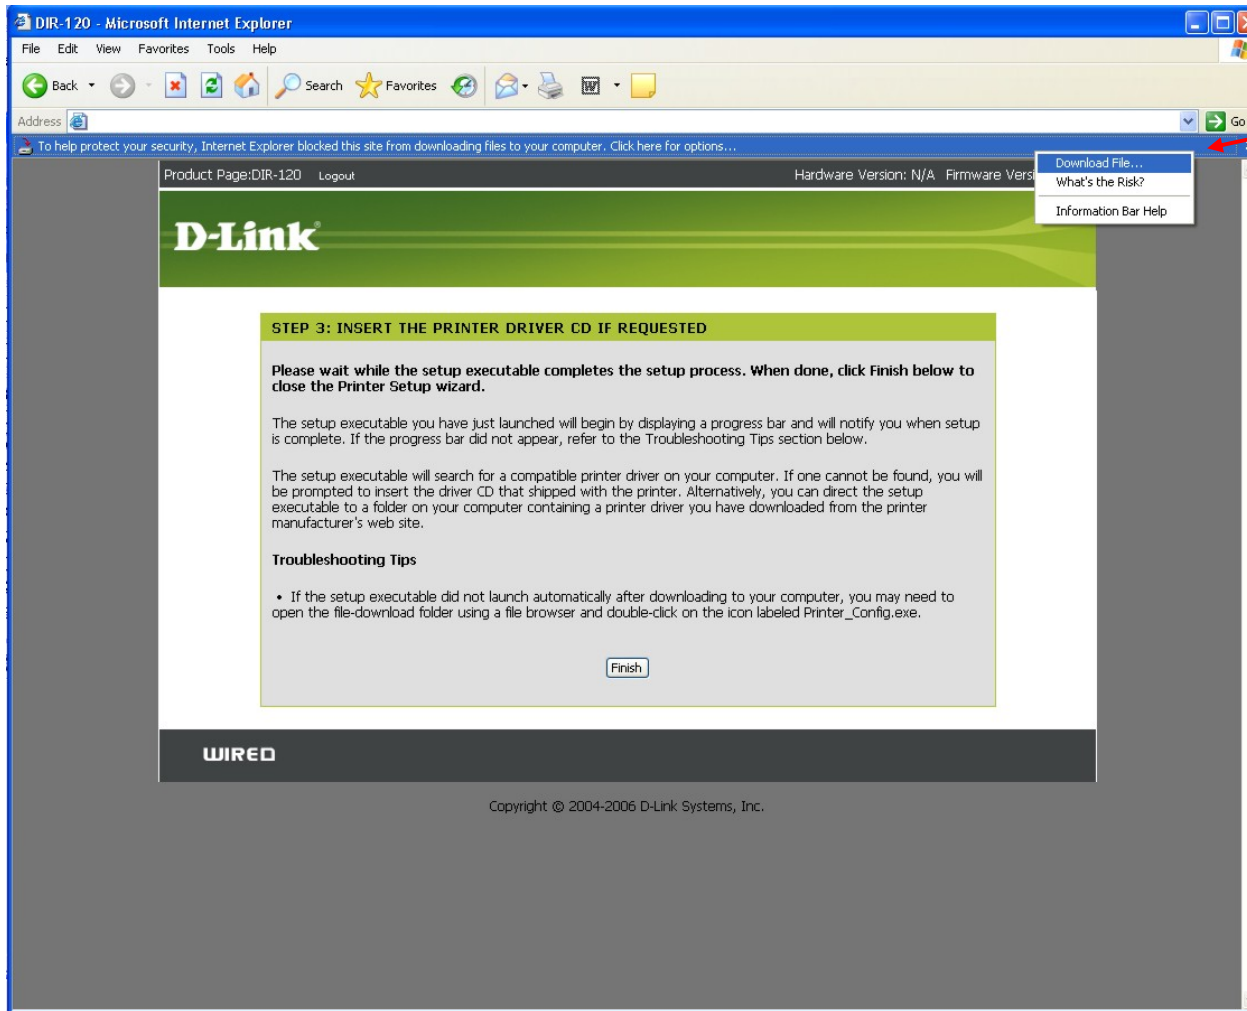 DIR-120 - Microsoft Internet Explorer
File Edit View Favorites Tools Help
Back Search Favorites
Address Go
To help protect your security, Internet Explorer blocked this site from downloading files to your computer. Click here for options...
Download File...
What's the Risk?
Information Bar Help
Product Page:DIR-120 Logout Hardware Version: N/A Firmware Versi
D-Link
STEP 3: INSERT THE PRINTER DRIVER CD IF REQUESTED
Please wait while the setup executable completes the setup process. When done, click Finish below to
close the Printer Setup wizard.
The setup executable you have just launched will begin by displaying a progress bar and will notify you when setup
is complete. If the progress bar did not appear, refer to the Troubleshooting Tips section below.
The setup executable will search for a compatible printer driver on your computer. If one cannot be found, you will
be prompted to insert the driver CD that shipped with the printer. Alternatively, you can direct the setup
executable to a folder on your computer containing a printer driver you have downloaded from the printer
manufacturer's web site.
Troubleshooting Tips
• If the setup executable did not launch automatically after downloading to your computer, you may need to
open the file-download folder using a file browser and double-click on the icon labeled Printer_Config.exe.
Finish
WIRED
Copyright © 2004-2006 D-Link Systems, Inc.